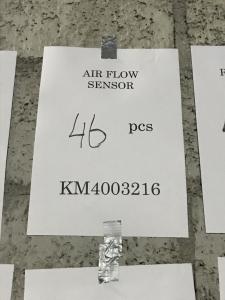 AIR FLOW
SENSOR
46 pcs
KM4003216